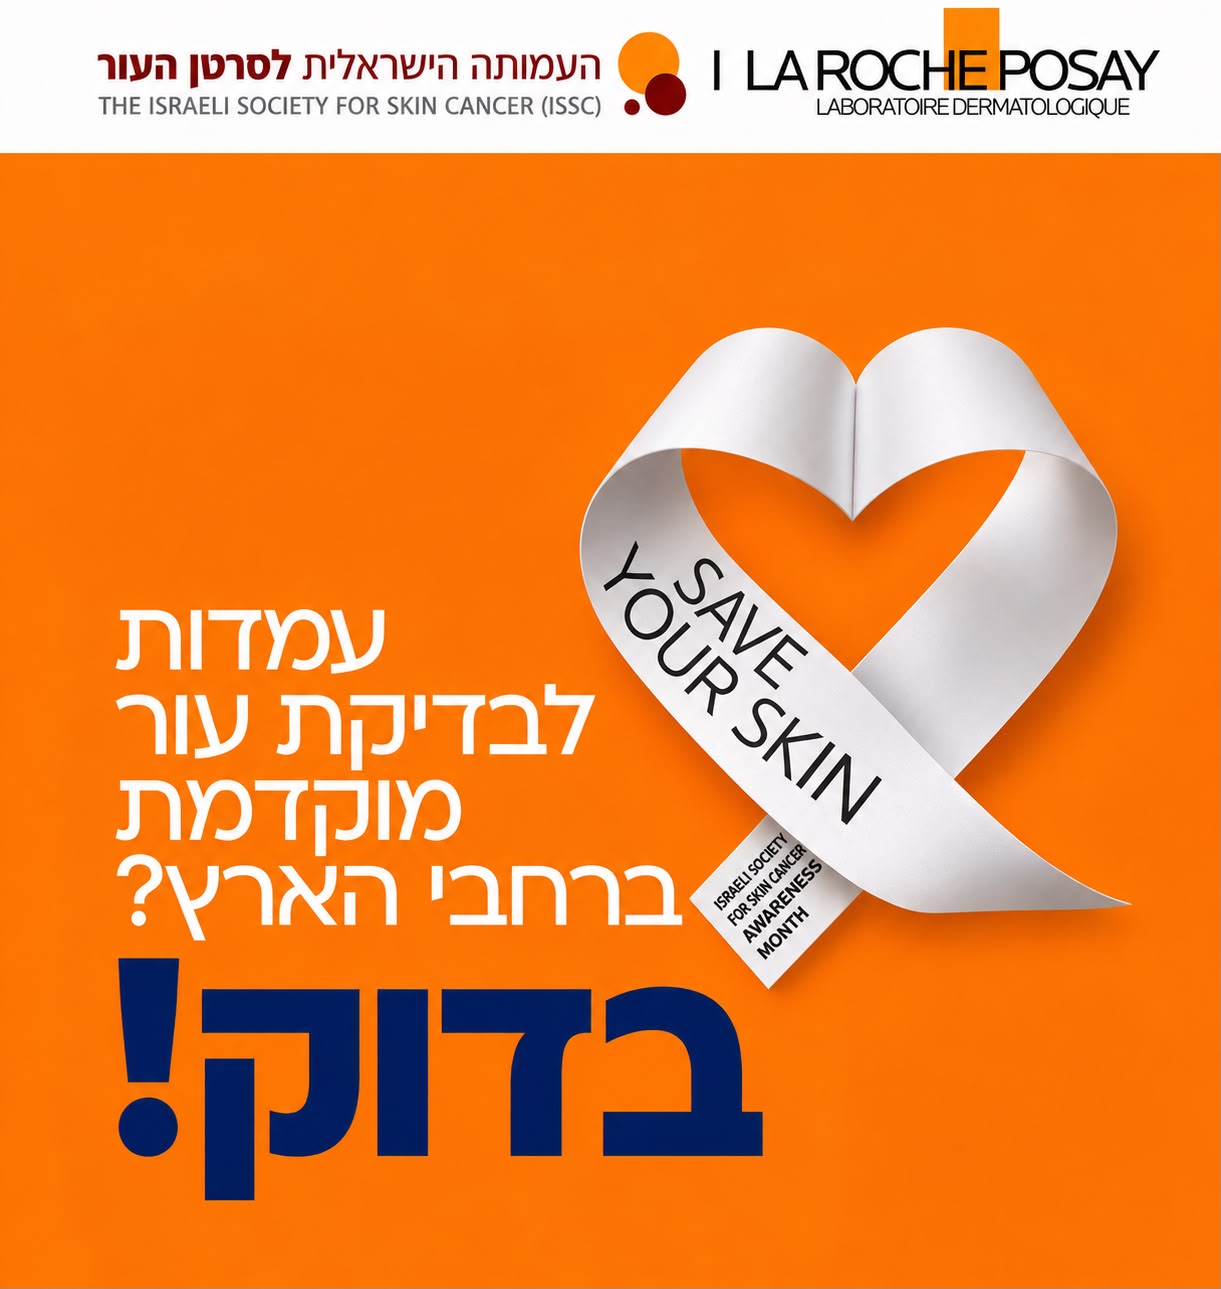 העמותה הישראלית לסרטן העור
THE ISRAELI SOCIETY FOR SKIN CANCER (ISSC)
LA ROCHE POSAY
LABORATOIRE DERMATOLOGIQUE
SAVE
YOUR SKIN
ISRAELI SOCIETY
FOR SKIN CANCER
AWARENESS
MONTH
עמדות
לבדיקת עור
מוקדמת
ברחבי הארץ?
בדוק!